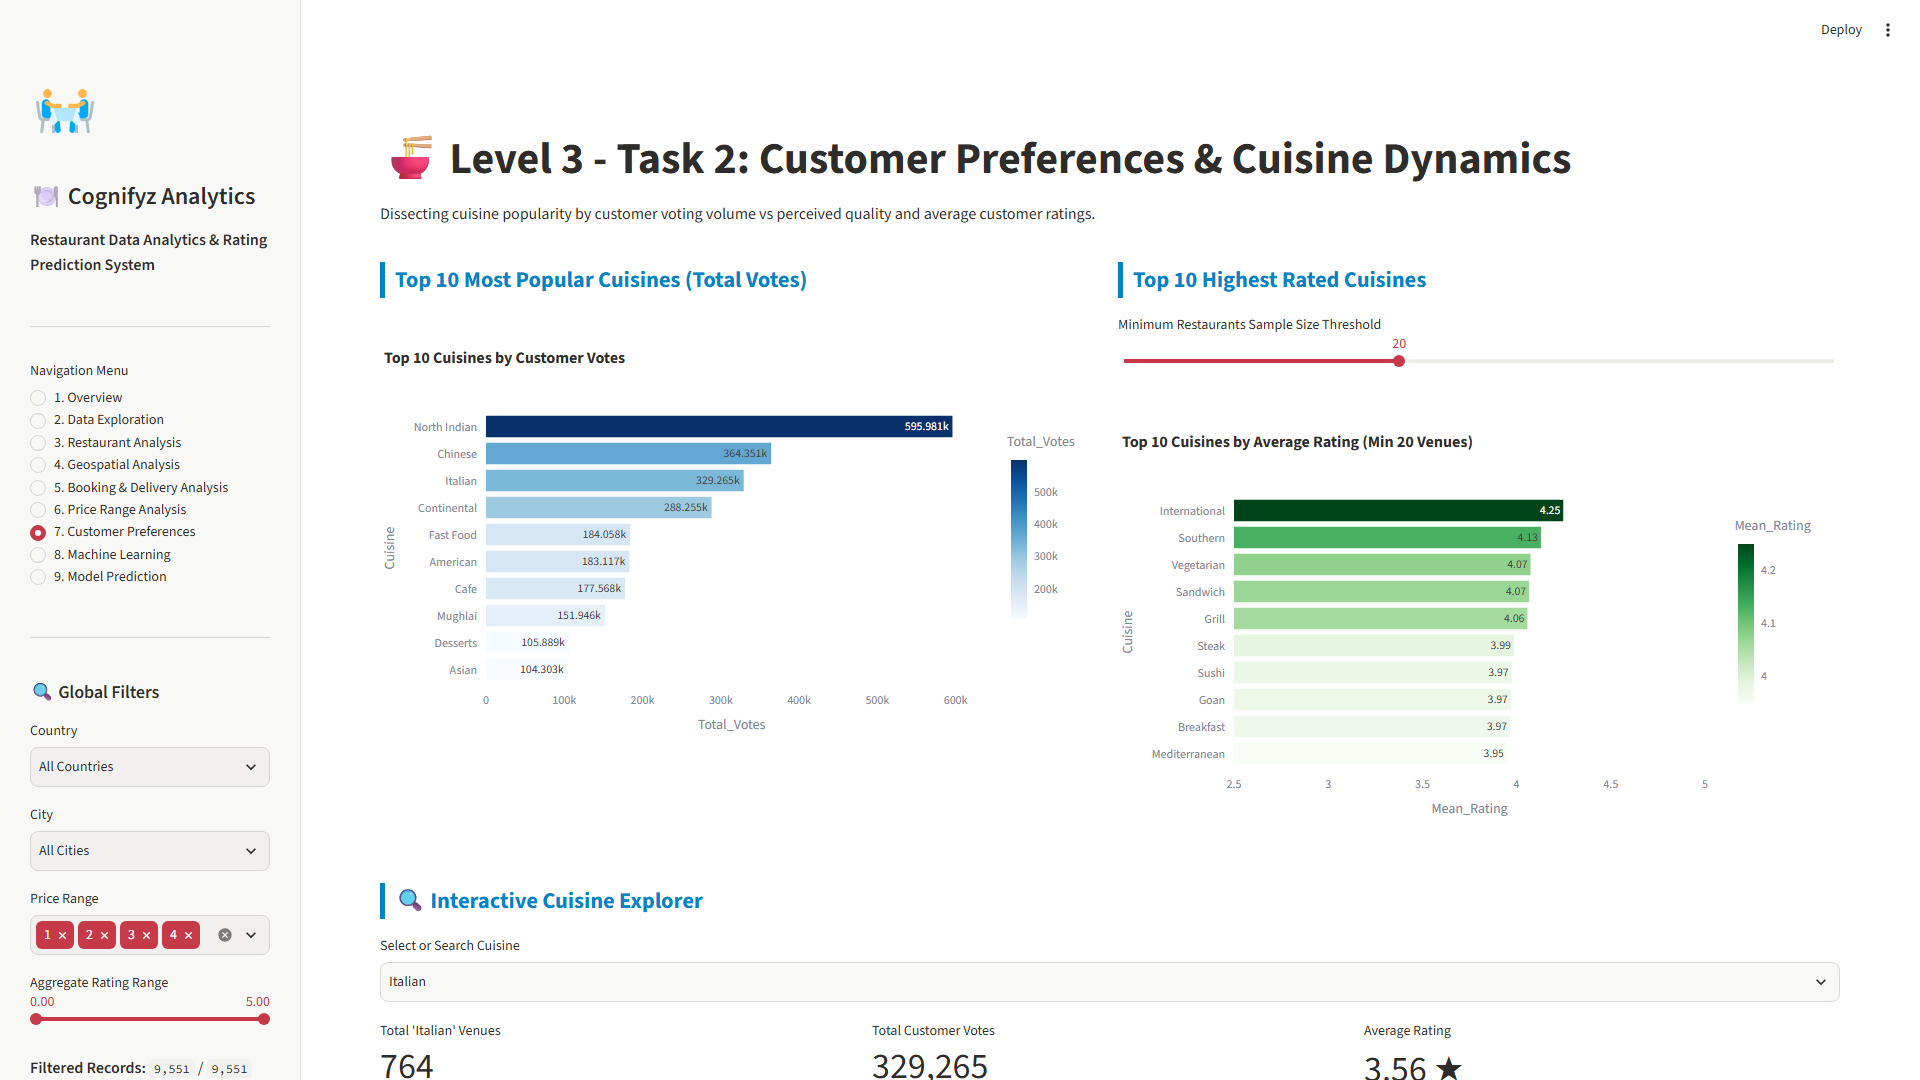 Deploy
Cognifyz Analytics
Restaurant Data Analytics & Rating
Prediction System
Navigation Menu
1. Overview
2. Data Exploration
3. Restaurant Analysis
4. Geospatial Analysis
5. Booking & Delivery Analysis
6. Price Range Analysis
7. Customer Preferences
8. Machine Learning
9. Model Prediction
Global Filters
Country
All Countries
City
All Cities
Price Range
1 × 2 × 3 × 4 ×
Aggregate Rating Range
0.00 5.00
Filtered Records: 9,551 / 9,551
Level 3 - Task 2: Customer Preferences & Cuisine Dynamics
Dissecting cuisine popularity by customer voting volume vs perceived quality and average customer ratings.
Top 10 Most Popular Cuisines (Total Votes)
Top 10 Cuisines by Customer Votes
Cuisine
North Indian 595.981k
Chinese 364.351k
Italian 329.265k
Continental 288.255k
Fast Food 184.058k
American 183.117k
Cafe 177.568k
Mughlai 151.946k
Desserts 105.889k
Asian 104.303k
0 100k 200k 300k 400k 500k 600k
Total_Votes
Total_Votes
500k
400k
300k
200k
Top 10 Highest Rated Cuisines
Minimum Restaurants Sample Size Threshold
20
Top 10 Cuisines by Average Rating (Min 20 Venues)
Cuisine
International 4.25
Southern 4.13
Vegetarian 4.07
Sandwich 4.07
Grill 4.06
Steak 3.99
Sushi 3.97
Goan 3.97
Breakfast 3.97
Mediterranean 3.95
2.5 3 3.5 4 4.5 5
Mean_Rating
Mean_Rating
4.2
4.1
4
Interactive Cuisine Explorer
Select or Search Cuisine
Italian
Total 'Italian' Venues
764
Total Customer Votes
329,265
Average Rating
3.56 ★